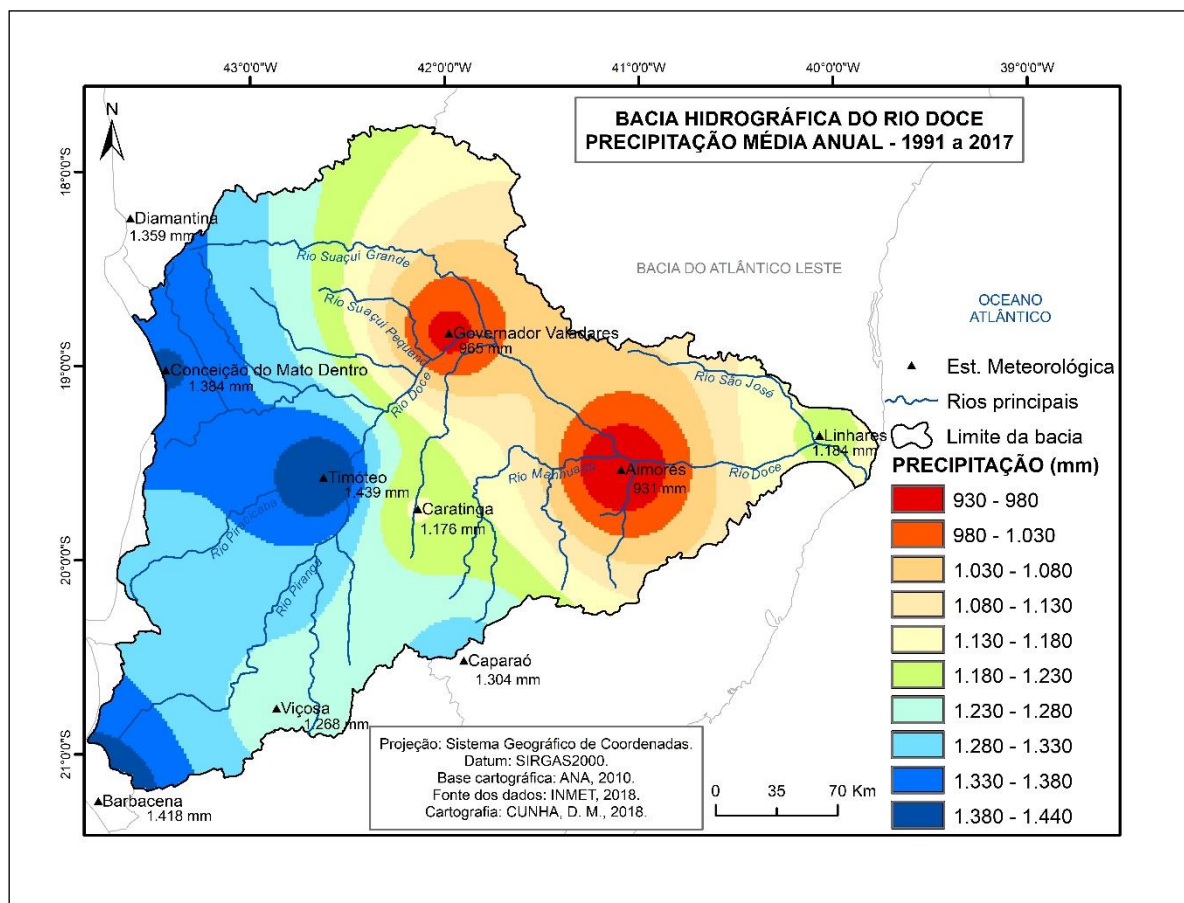 43°0'0"W 42°0'0"W 41°0'0"W 40°0'0"W 39°0'0"W
N
BACIA HIDROGRÁFICA DO RIO DOCE
PRECIPITAÇÃO MÉDIA ANUAL - 1991 a 2017
18°0'0"S
19°0'0"S
20°0'0"S
21°0'0"S
Diamantina
1.359 mm
Rio Suaçuí Grande
BACIA DO ATLÂNTICO LESTE
OCEANO
ATLÂNTICO
Rio Suaçuí Pequeno
Governador Valadares
965 mm
Conceição do Mato Dentro
1.384 mm
Rio Doce
Rio São José
Linhares
1.184 mm
Timóteo
1.439 mm
Rio Manhuaçu
Aimorés
931 mm
Rio Doce
Caratinga
1.176 mm
Rio Piracicaba
Rio Piranga
Caparaó
1.304 mm
Viçosa
1.268 mm
Barbacena
1.418 mm
Est. Meteorológica
Rios principais
Limite da bacia
PRECIPITAÇÃO (mm)
930 - 980
980 - 1.030
1.030 - 1.080
1.080 - 1.130
1.130 - 1.180
1.180 - 1.230
1.230 - 1.280
1.280 - 1.330
1.330 - 1.380
1.380 - 1.440
Projeção: Sistema Geográfico de Coordenadas.
Datum: SIRGAS2000.
Base cartográfica: ANA, 2010.
Fonte dos dados: INMET, 2018.
Cartografia: CUNHA, D. M., 2018.
0 35 70 Km